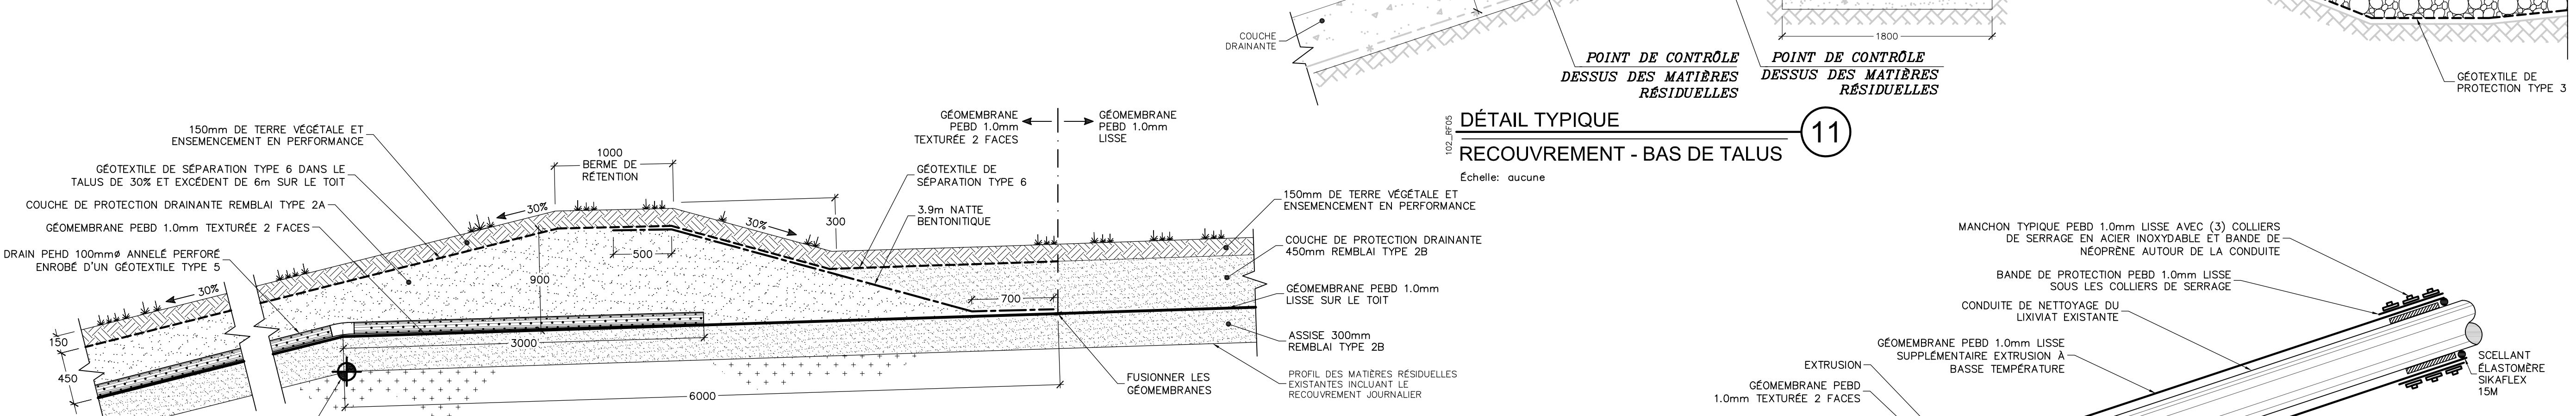 COUCHE
DRAINANTE
POINT DE CONTRÔLE
DESSUS DES MATIÈRES
RÉSIDUELLES
POINT DE CONTRÔLE
DESSUS DES MATIÈRES
RÉSIDUELLES
1800
GÉOTEXTILE DE
PROTECTION TYPE 3
102_RF05
DÉTAIL TYPIQUE
RECOUVREMENT - BAS DE TALUS
11
Échelle: aucune
150mm DE TERRE VÉGÉTALE ET
ENSEMENCEMENT EN PERFORMANCE
GÉOTEXTILE DE SÉPARATION TYPE 6 DANS LE
TALUS DE 30% ET EXCÉDENT DE 6m SUR LE TOIT
COUCHE DE PROTECTION DRAINANTE REMBLAI TYPE 2A
GÉOMEMBRANE PEBD 1.0mm TEXTURÉE 2 FACES
DRAIN PEHD 100mmø ANNELÉ PERFORÉ
ENROBÉ D'UN GÉOTEXTILE TYPE 5
30%
150
450
30%
1000
BERME DE
RÉTENTION
500
900
3000
6000
30%
300
700
GÉOMEMBRANE
PEBD 1.0mm
TEXTURÉE 2 FACES
GÉOMEMBRANE
PEBD 1.0mm
LISSE
GÉOTEXTILE DE
SÉPARATION TYPE 6
3.9m NATTE
BENTONITIQUE
150mm DE TERRE VÉGÉTALE ET
ENSEMENCEMENT EN PERFORMANCE
COUCHE DE PROTECTION DRAINANTE
450mm REMBLAI TYPE 2B
GÉOMEMBRANE PEBD 1.0mm
LISSE SUR LE TOIT
ASSISE 300mm
REMBLAI TYPE 2B
PROFIL DES MATIÈRES RÉSIDUELLES
EXISTANTES INCLUANT LE
RECOUVREMENT JOURNALIER
FUSIONNER LES
GÉOMEMBRANES
MANCHON TYPIQUE PEBD 1.0mm LISSE AVEC (3) COLLIERS
DE SERRAGE EN ACIER INOXYDABLE ET BANDE DE
NÉOPRÈNE AUTOUR DE LA CONDUITE
BANDE DE PROTECTION PEBD 1.0mm LISSE
SOUS LES COLLIERS DE SERRAGE
CONDUITE DE NETTOYAGE DU
LIXIVIAT EXISTANTE
GÉOMEMBRANE PEBD 1.0mm LISSE
SUPPLÉMENTAIRE EXTRUSION À
BASSE TEMPÉRATURE
EXTRUSION
GÉOMEMBRANE PEBD
1.0mm TEXTURÉE 2 FACES
SCELLANT
ÉLASTOMÈRE
SIKAFLEX
15M